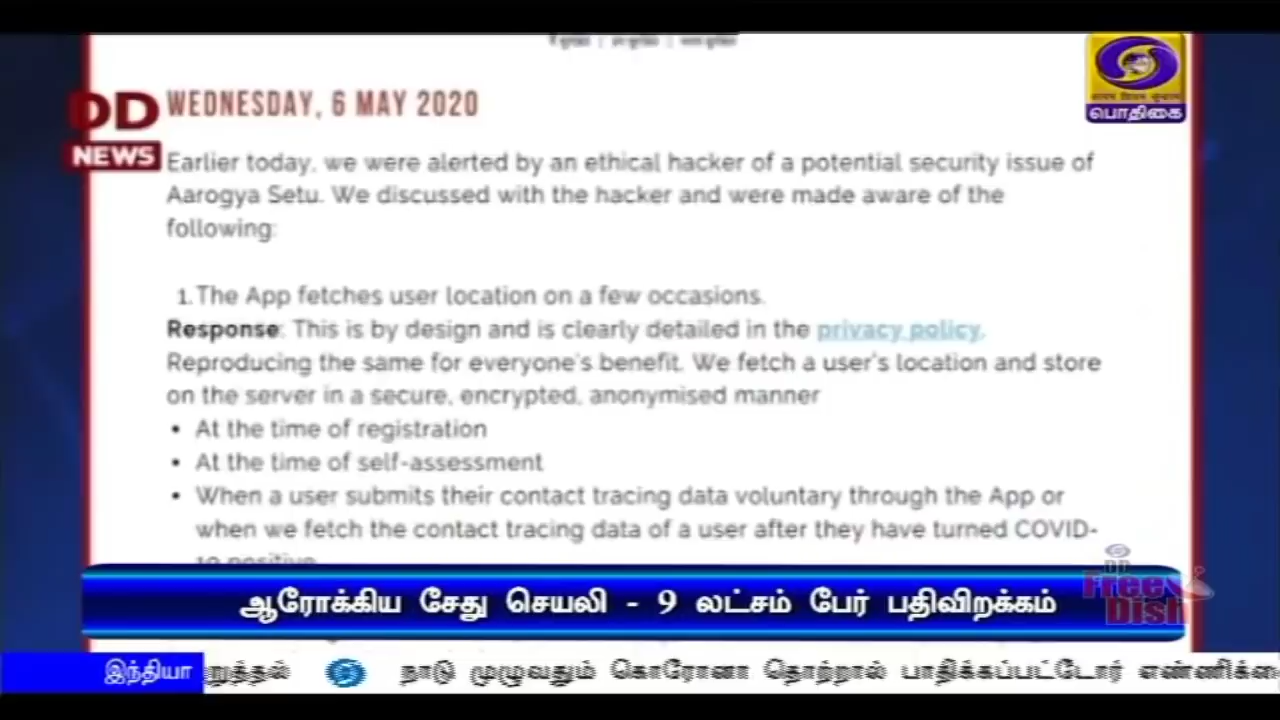 DD
NEWS
WEDNESDAY, 6 MAY 2020
பொதிகை
Earlier today, we were alerted by an ethical hacker of a potential security issue of
Aarogya Setu. We discussed with the hacker and were made aware of the
following:
1. The App fetches user location on a few occasions.
Response: This is by design and is clearly detailed in the privacy policy.
Reproducing the same for everyone's benefit. We fetch a user's location and store
on the server in a secure, encrypted, anonymised manner
• At the time of registration
• At the time of self-assessment
• When a user submits their contact tracing data voluntary through the App or
when we fetch the contact tracing data of a user after they have turned COVID-
19 positive
DD
Free
Dish
ஆரோக்கிய சேது செயலி - 9 லட்சம் பேர் பதிவிறக்கம்
இந்தியா றுத்தல் நாடு முழுவதும் கொரோனா தொற்றால் பாதிக்கப்பட்டோர்